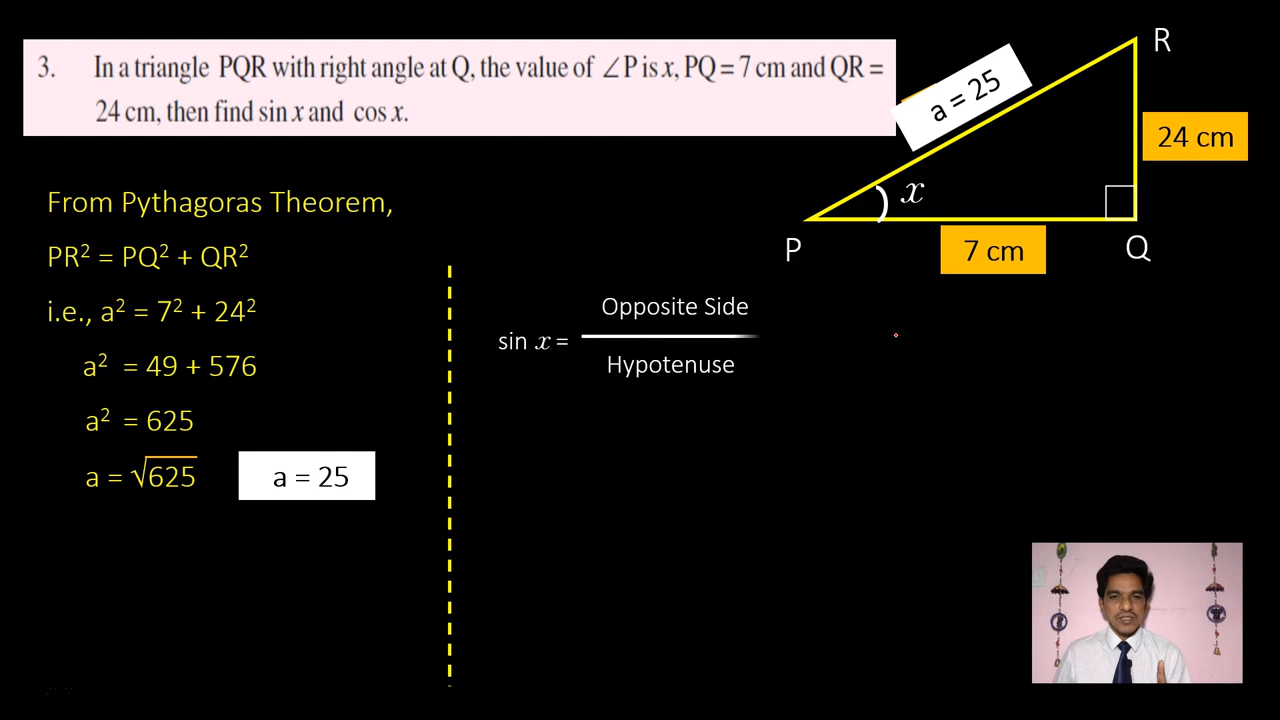 3. In a triangle PQR with right angle at Q, the value of ∠P is x, PQ = 7 cm and QR =
24 cm, then find sin x and cos x.
R
a = 25
24 cm
x
P
7 cm
Q
From Pythagoras Theorem,
PR² = PQ² + QR²
i.e., a² = 7² + 24²
a² = 49 + 576
a² = 625
a = √625
a = 25
Opposite Side
sin x =
Hypotenuse